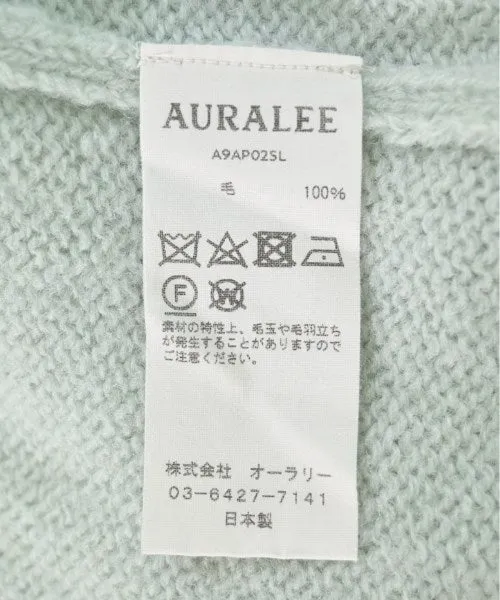 AURALEE
A9AP02SL
毛 100%
F W
素材の特性上、毛玉や毛羽立ち
が発生することがありますので
ご注意ください。
株式会社 オーラリー
03-6427-7141
日本製